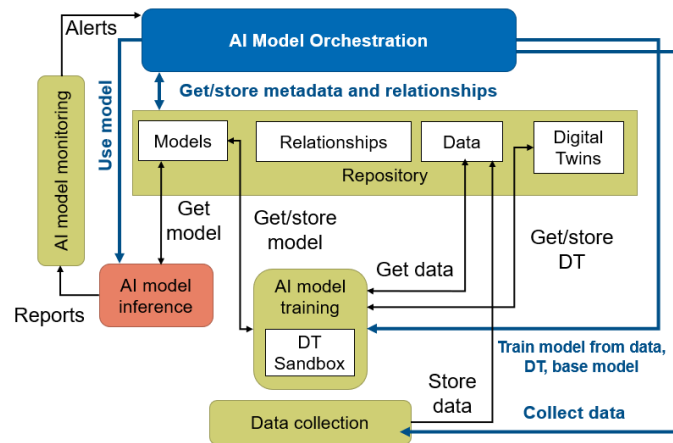 Alerts
AI Model Orchestration
Get/store metadata and relationships
Use model
AI model monitoring
Models
Relationships
Data
Digital
Twins
Repository
Get
model
Get/store
model
Get/store
DT
Get data
AI model
inference
AI model
training
Reports
DT
Sandbox
Train model from data,
DT, base model
Store
data
Data collection
Collect data